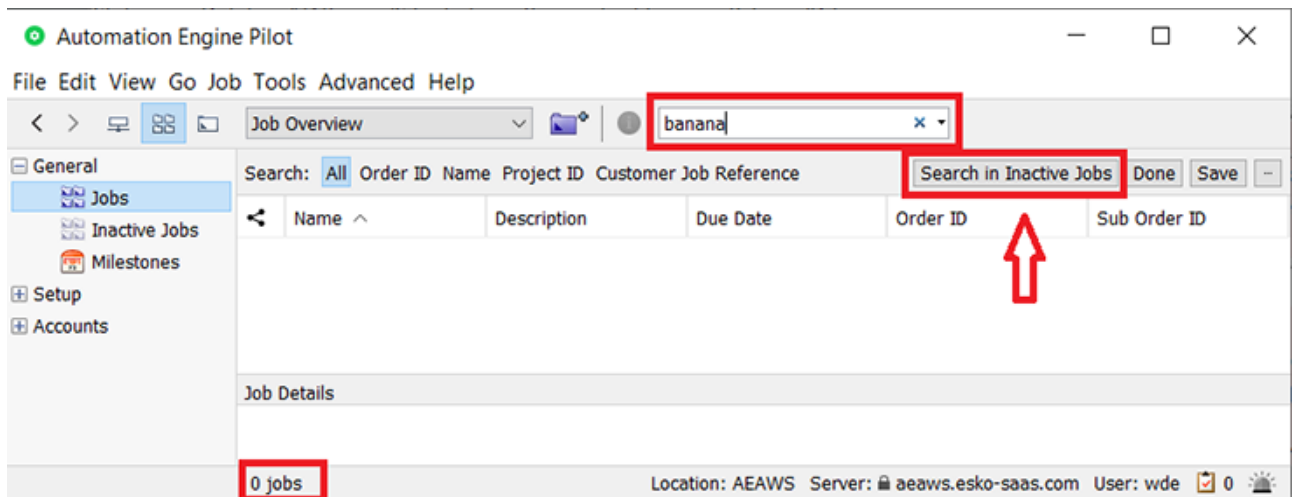 Automation Engine Pilot
File Edit View Go Job Tools Advanced Help
Job Overview banana
General
Jobs
Inactive Jobs
Milestones
Setup
Accounts
Search: All Order ID Name Project ID Customer Job Reference Search in Inactive Jobs Done Save ...
Name Description Due Date Order ID Sub Order ID
Job Details
0 jobs Location: AEAWS Server: aeaws.esko-saas.com User: wde 0